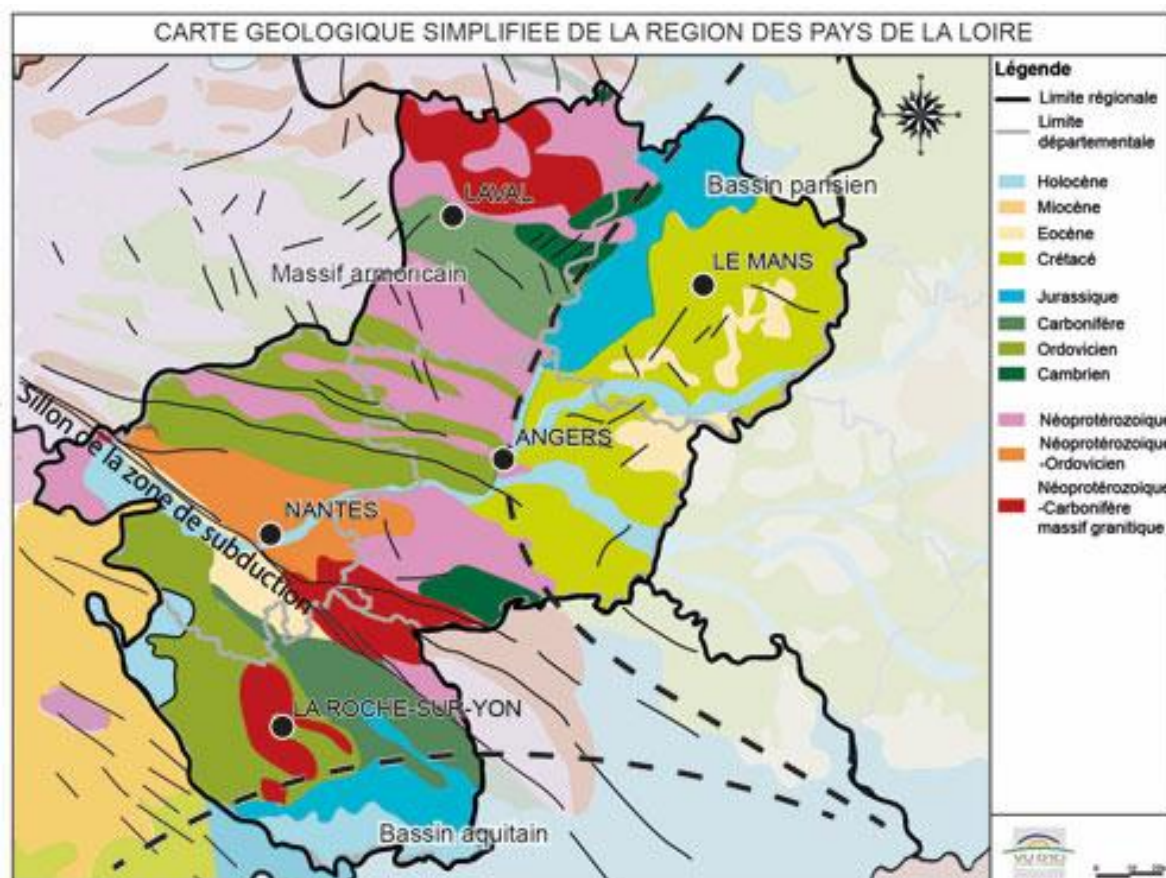 CARTE GEOLOGIQUE SIMPLIFIEE DE LA REGION DES PAYS DE LA LOIRE
Légende
Limite régionale
Limite
départementale
Holocène
Miocène
Eocène
Crétacé
Jurassique
Carbonifère
Ordovicien
Cambrien
Néoprotérozoique
Néoprotérozoique
-Ordovicien
Néoprotérozoique
-Carbonifère
massif granitique
Bassin parisien
LAVAL
LE MANS
Massif armoricain
ANGERS
Sillon de la zone de subduction
NANTES
LA ROCHE-SUR-YON
Bassin aquitain